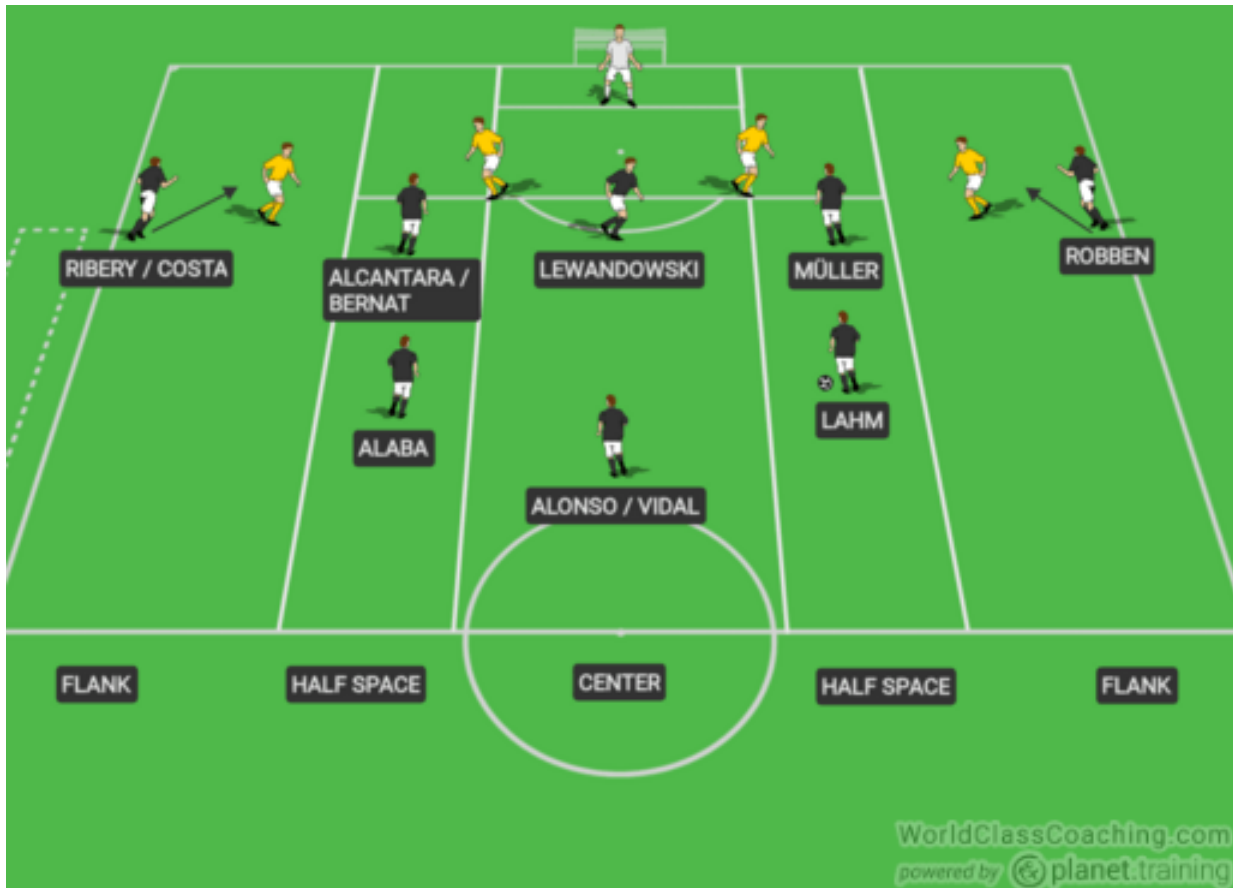 RIBERY / COSTA
ALCANTARA /
BERNAT
LEWANDOWSKI
MÜLLER
ROBBEN
ALABA
LAHM
ALONSO / VIDAL
FLANK
HALF SPACE
CENTER
HALF SPACE
FLANK
WorldClassCoaching.com
powered by planet.training